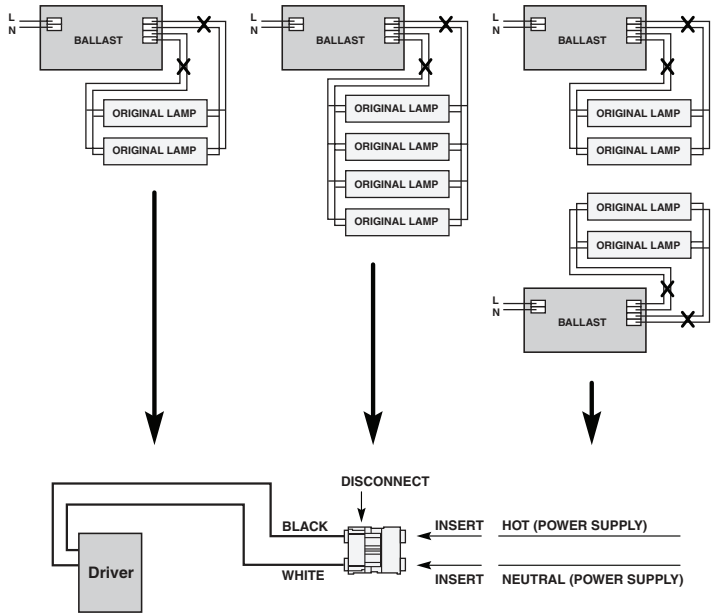 L
N
BALLAST
ORIGINAL LAMP
ORIGINAL LAMP
L
N
BALLAST
ORIGINAL LAMP
ORIGINAL LAMP
ORIGINAL LAMP
ORIGINAL LAMP
L
N
BALLAST
ORIGINAL LAMP
ORIGINAL LAMP
ORIGINAL LAMP
ORIGINAL LAMP
L
N
BALLAST
DISCONNECT
BLACK
INSERT
HOT (POWER SUPPLY)
Driver
WHITE
INSERT
NEUTRAL (POWER SUPPLY)